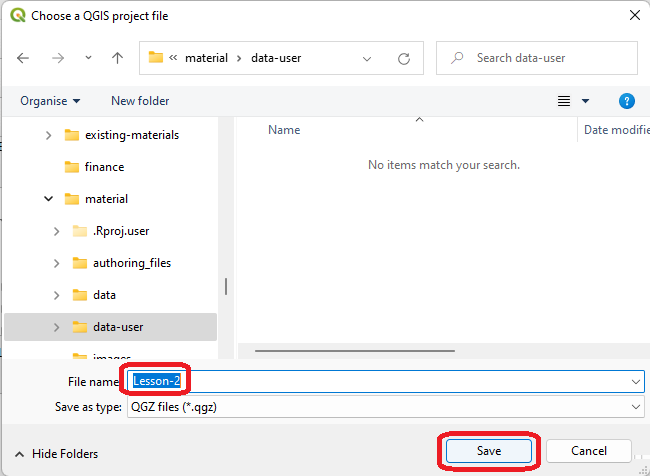 Choose a QGIS project file
« material › data-user
Search data-user
Organise
New folder
?
Name
Date modifie
No items match your search.
existing-materials
finance
material
.Rproj.user
authoring_files
data
data-user
images
File name:
Lesson-2
Save as type:
QGZ files (*.qgz)
Hide Folders
Save
Cancel